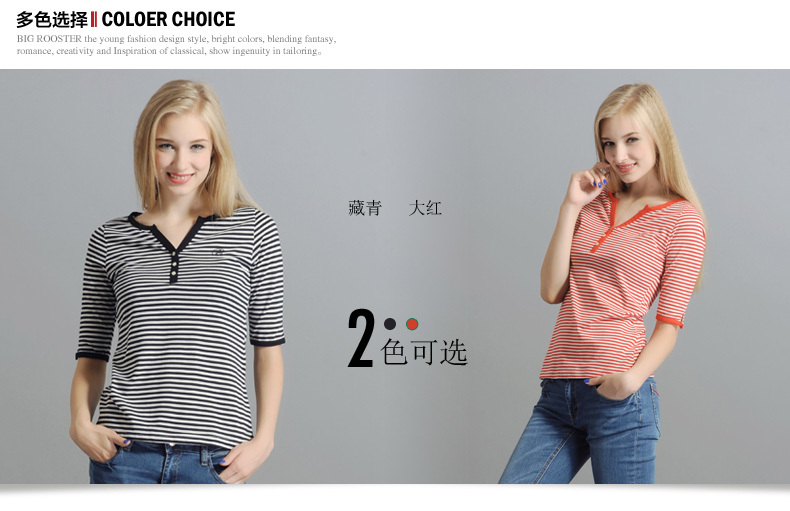 多色选择 COLOER CHOICE
BIG ROOSTER the young fashion design style, bright colors, blending fantasy,
romance, creativity and Inspiration of classical, show ingenuity in tailoring。
藏青 大红
2色可选